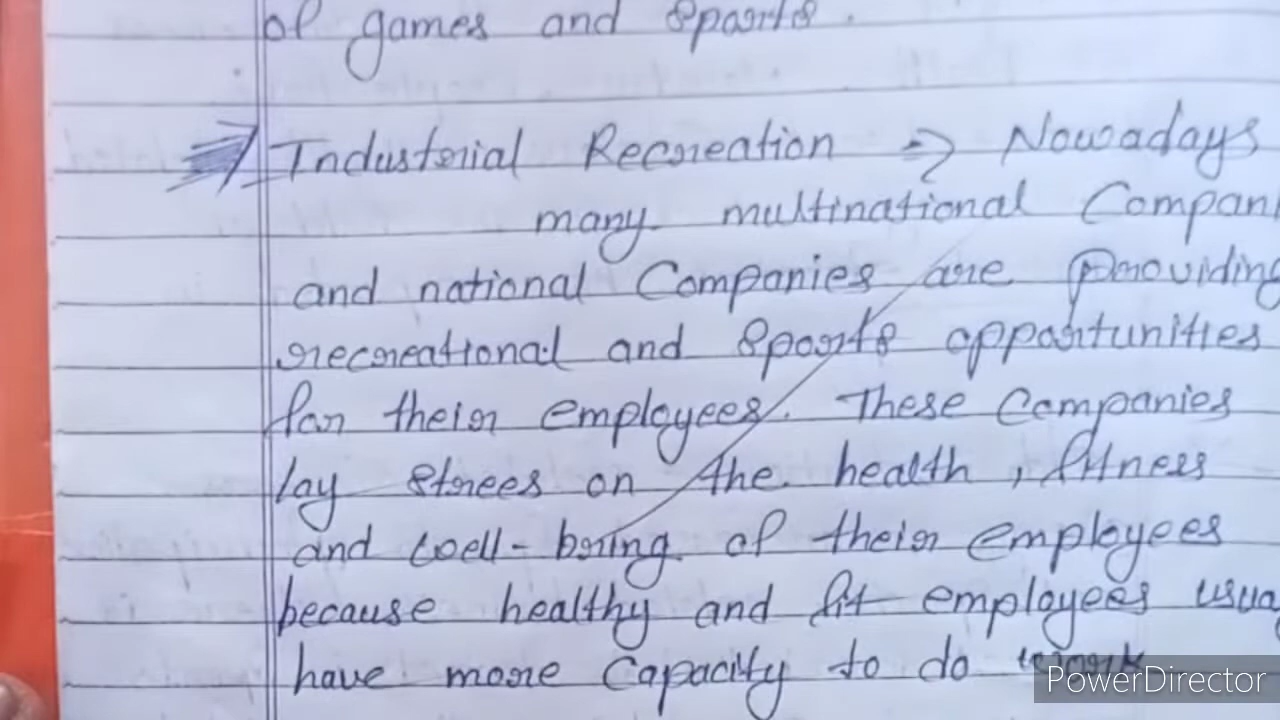 of games and sports.
Industrial Recreation → Nowadays
many multinational Compani
and national Companies are providing
recreational and sports opportunities
for their employees. These Companies
lay strees on the health, fitness
and well-being of their employees
because healthy and fit employees usua
have more Capacity to do work
PowerDirector